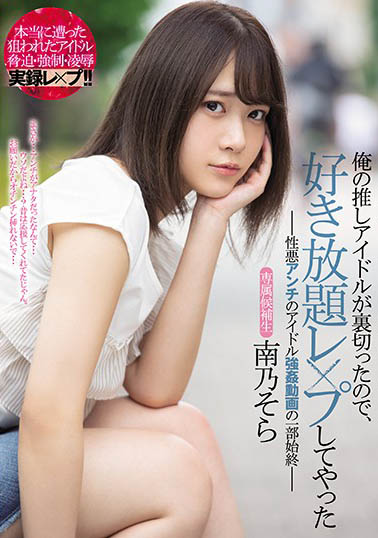 本当に遭った
狙われたアイドル
脅迫・強制・凌辱
実録レ×プ!!
俺の推しアイドルが裏切ったので、
好き放題レ×プしてやった
―性悪アンチのアイドル強姦動画の一部始終―
専属候補生
南乃そら